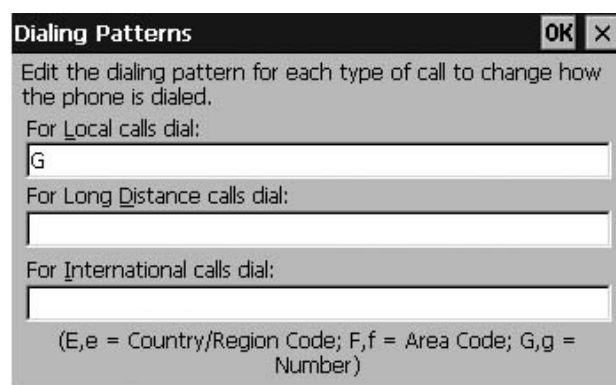 Dialing Patterns OK ×
Edit the dialing pattern for each type of call to change how
the phone is dialed.
For Local calls dial:
G
For Long Distance calls dial:
For International calls dial:
(E,e = Country/Region Code; F,f = Area Code; G,g =
Number)